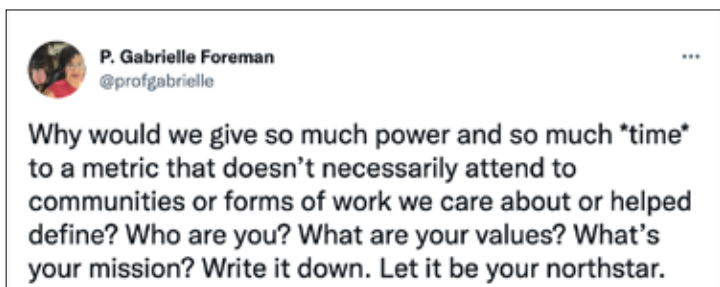 P. Gabrielle Foreman
@profgabrielle
Why would we give so much power and so much *time*
to a metric that doesn't necessarily attend to
communities or forms of work we care about or helped
define? Who are you? What are your values? What's
your mission? Write it down. Let it be your northstar.